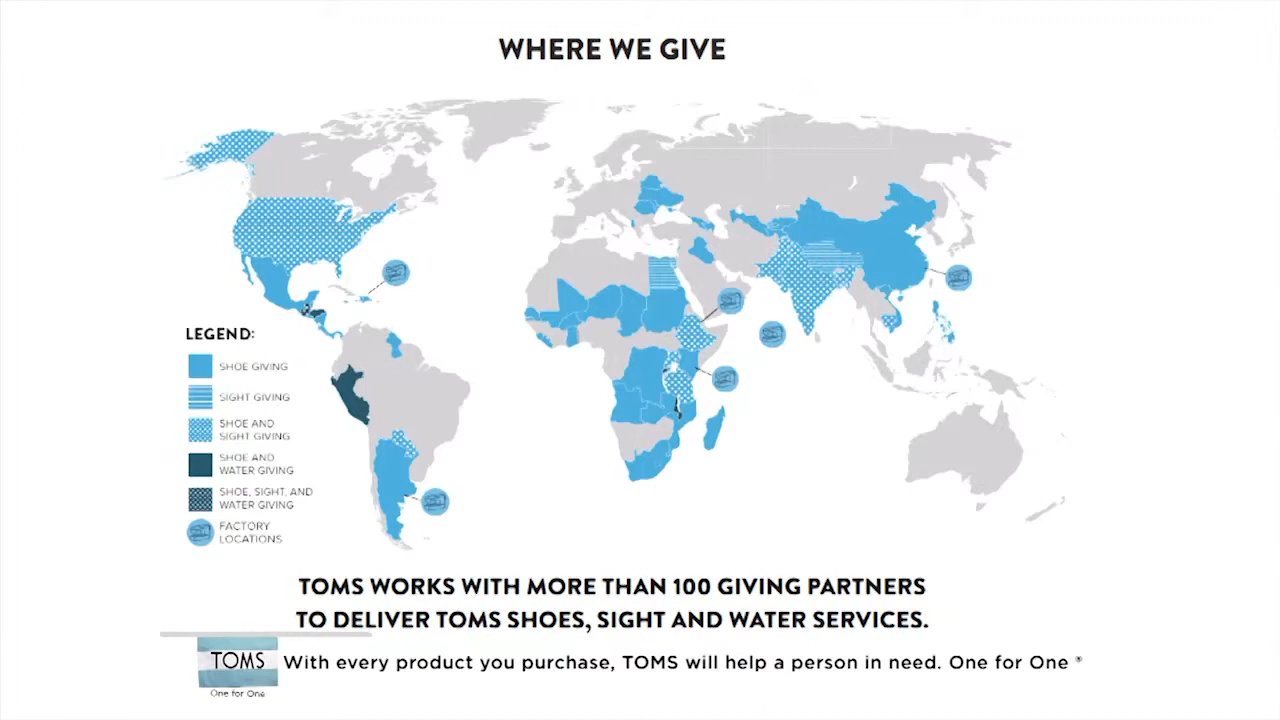 WHERE WE GIVE
LEGEND:
SHOE GIVING
SIGHT GIVING
SHOE AND
SIGHT GIVING
SHOE AND
WATER GIVING
SHOE, SIGHT, AND
WATER GIVING
FACTORY
LOCATIONS
TOMS WORKS WITH MORE THAN 100 GIVING PARTNERS
TO DELIVER TOMS SHOES, SIGHT AND WATER SERVICES.
TOMS
One for One
With every product you purchase, TOMS will help a person in need. One for One ®